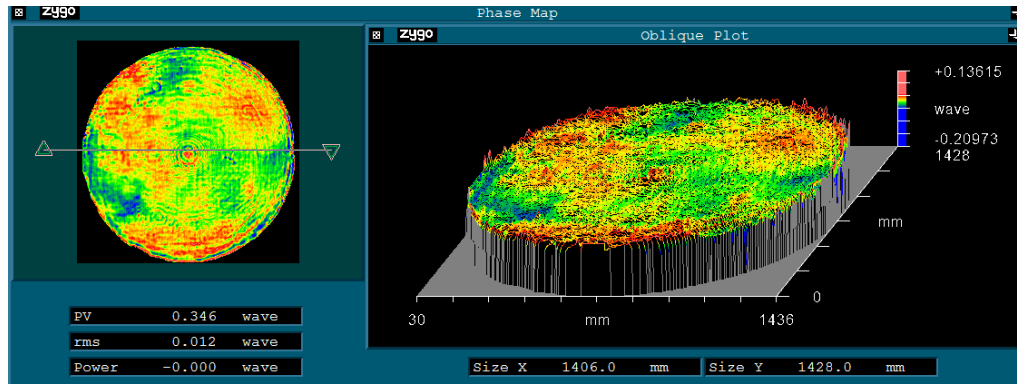 zygo Phase Map
zygo Oblique Plot
+0.13615
wave
-0.20973
1428
mm
0
30 mm 1436
PV 0.346 wave
rms 0.012 wave
Power -0.000 wave
Size X 1406.0 mm
Size Y 1428.0 mm